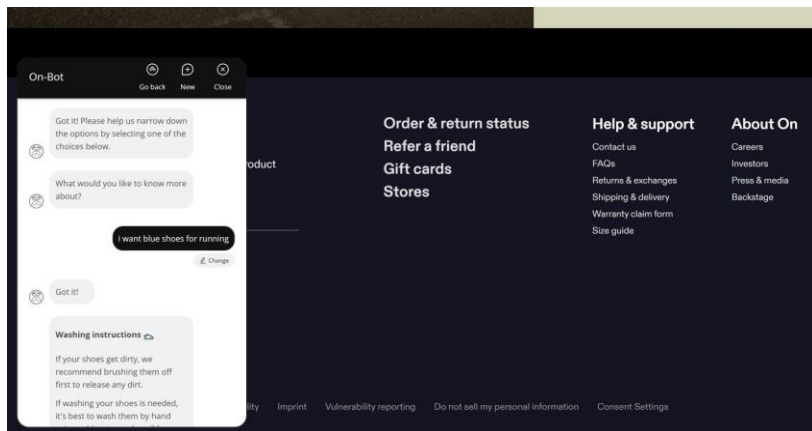 On-Bot
Go back
New
Close
Got it! Please help us narrow down
the options by selecting one of the
choices below.
What would you like to know more
about?
i want blue shoes for running
Change
Got it!
Washing instructions
If your shoes get dirty, we
recommend brushing them off
first to release any dirt.
If washing your shoes is needed,
it's best to wash them by hand
oduct
Order & return status
Refer a friend
Gift cards
Stores
Help & support
Contact us
FAQs
Returns & exchanges
Shipping & delivery
Warranty claim form
Size guide
About On
Careers
Investors
Press & media
Backstage
lity Imprint Vulnerability reporting Do not sell my personal information Consent Settings